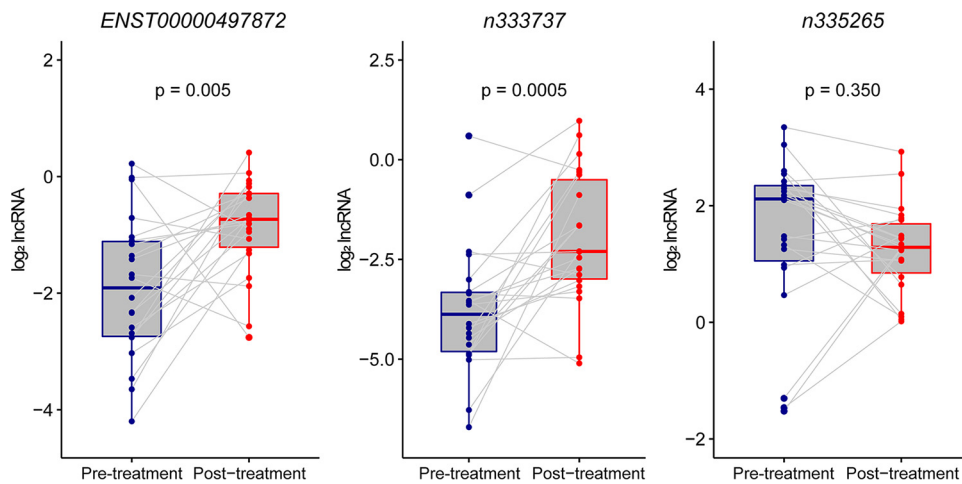 ENST00000497872
n333737
n335265
2
0
−2
−4
log₂ lncRNA
p = 0.005
Pre−treatment Post−treatment
2.5
0.0
−2.5
−5.0
log₂ lncRNA
p = 0.0005
Pre−treatment Post−treatment
4
2
0
−2
log₂ lncRNA
p = 0.350
Pre−treatment Post−treatment